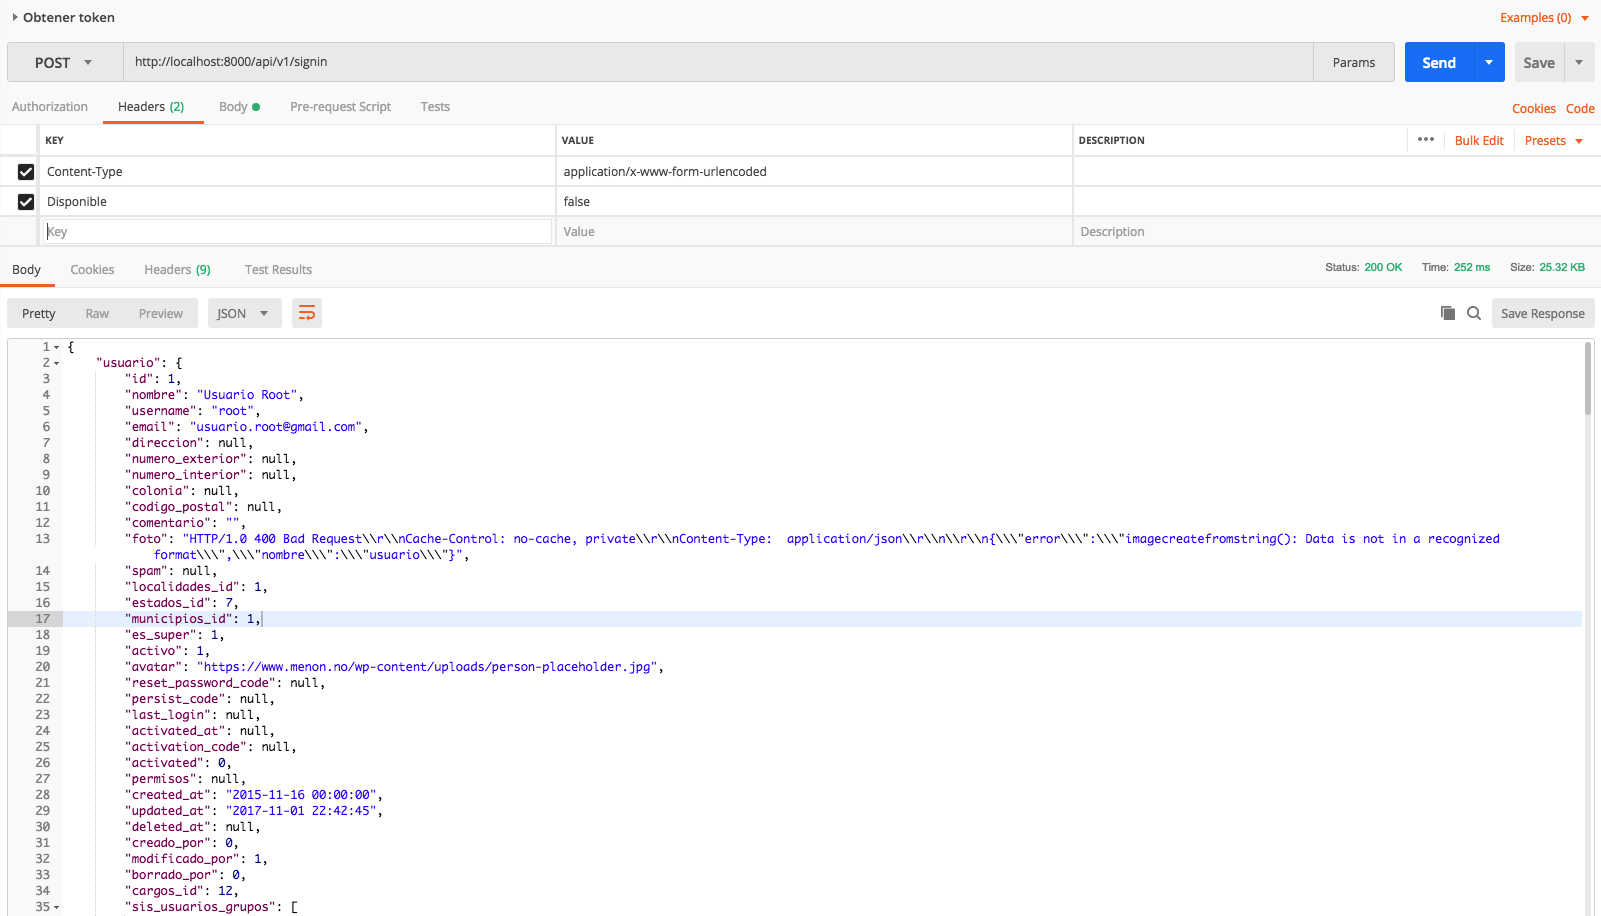 Obtener token
Examples (0)
POST
http://localhost:8000/api/v1/signin
Params
Send
Save
Authorization
Headers (2)
Body
Pre-request Script
Tests
Cookies
Code
KEY
VALUE
DESCRIPTION
•••
Bulk Edit
Presets
Content-Type
application/x-www-form-urlencoded
Disponible
false
Key
Value
Description
Body
Cookies
Headers (9)
Test Results
Status: 200 OK
Time: 252 ms
Size: 25.32 KB
Pretty
Raw
Preview
JSON
Save Response
1 {
2 "usuario": {
3 "id": 1,
4 "nombre": "Usuario Root",
5 "username": "root",
6 "email": "usuario.root@gmail.com",
7 "direccion": null,
8 "numero_exterior": null,
9 "numero_interior": null,
10 "colonia": null,
11 "codigo_postal": null,
12 "comentario": "",
13 "foto": "HTTP/1.0 400 Bad Request\\r\\nCache-Control: no-cache, private\\r\\nContent-Type:  application/json\\r\\n\\r\\n{\\\"error\\\":\\\"imagecreatefromstring(): Data is not in a recognized
format\\\",\\\"nombre\\\":\\\"usuario\\\"}",
14 "spam": null,
15 "localidades_id": 1,
16 "estados_id": 7,
17 "municipios_id": 1,
18 "es_super": 1,
19 "activo": 1,
20 "avatar": "https://www.menon.no/wp-content/uploads/person-placeholder.jpg",
21 "reset_password_code": null,
22 "persist_code": null,
23 "last_login": null,
24 "activated_at": null,
25 "activation_code": null,
26 "activated": 0,
27 "permisos": null,
28 "created_at": "2015-11-16 00:00:00",
29 "updated_at": "2017-11-01 22:42:45",
30 "deleted_at": null,
31 "creado_por": 0,
32 "modificado_por": 1,
33 "borrado_por": 0,
34 "cargos_id": 12,
35 "sis_usuarios_grupos": [